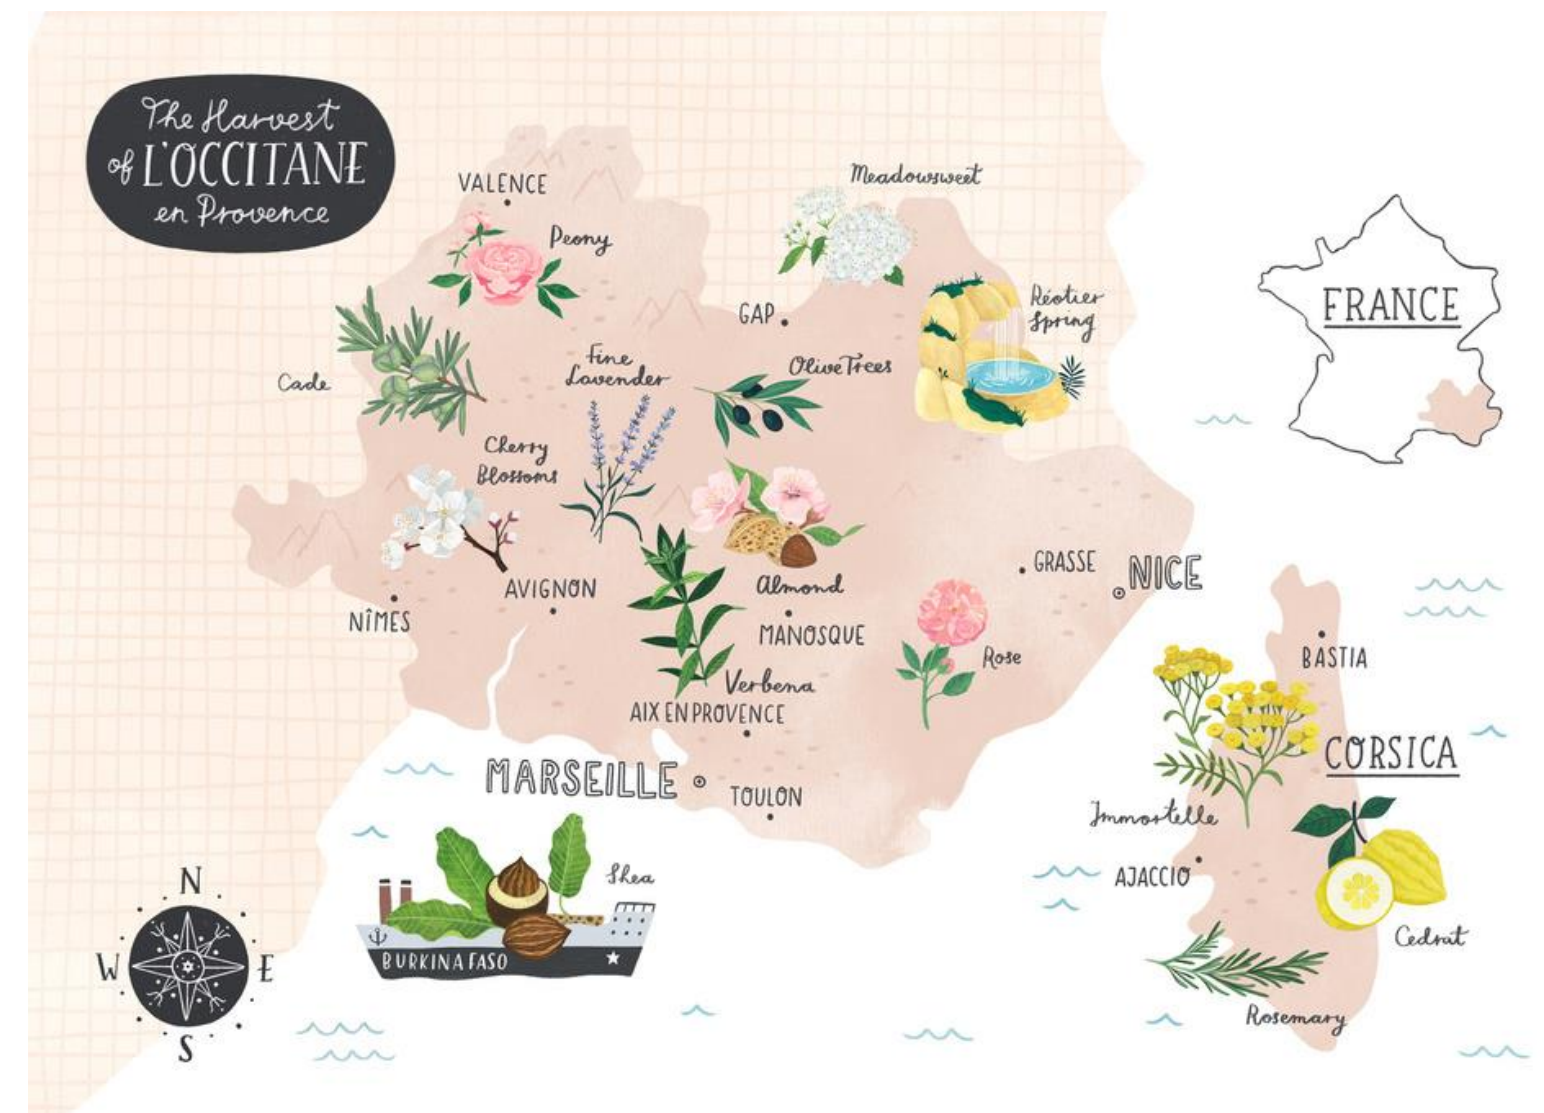 The Harvest
of L'OCCITANE
en Provence
VALENCE
Peony
Meadowsweet
GAP
Réotier
Spring
FRANCE
Cade
Fine
Lavender
Olive Trees
Cherry
Blossoms
AVIGNON
NÎMES
Almond
MANOSQUE
GRASSE
NICE
Rose
Verbena
AIX EN PROVENCE
MARSEILLE
TOULON
BASTIA
CORSICA
Immortelle
AJACCIO
Cedrat
Rosemary
Shea
BURKINA FASO
N
W
E
S